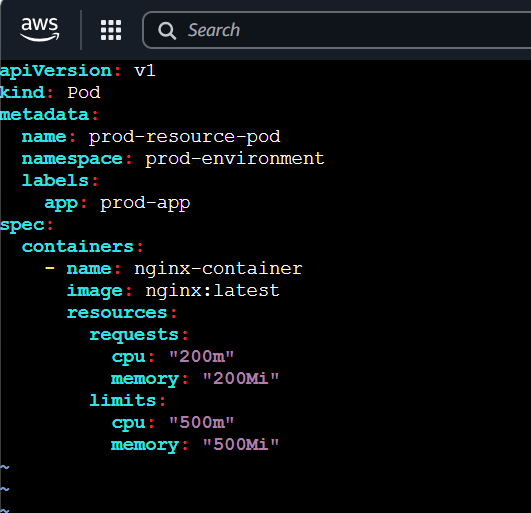 aws
Search
apiVersion: v1
kind: Pod
metadata:
  name: prod-resource-pod
  namespace: prod-environment
  labels:
    app: prod-app
spec:
  containers:
    - name: nginx-container
      image: nginx:latest
      resources:
        requests:
          cpu: "200m"
          memory: "200Mi"
        limits:
          cpu: "500m"
          memory: "500Mi"
~
~
~